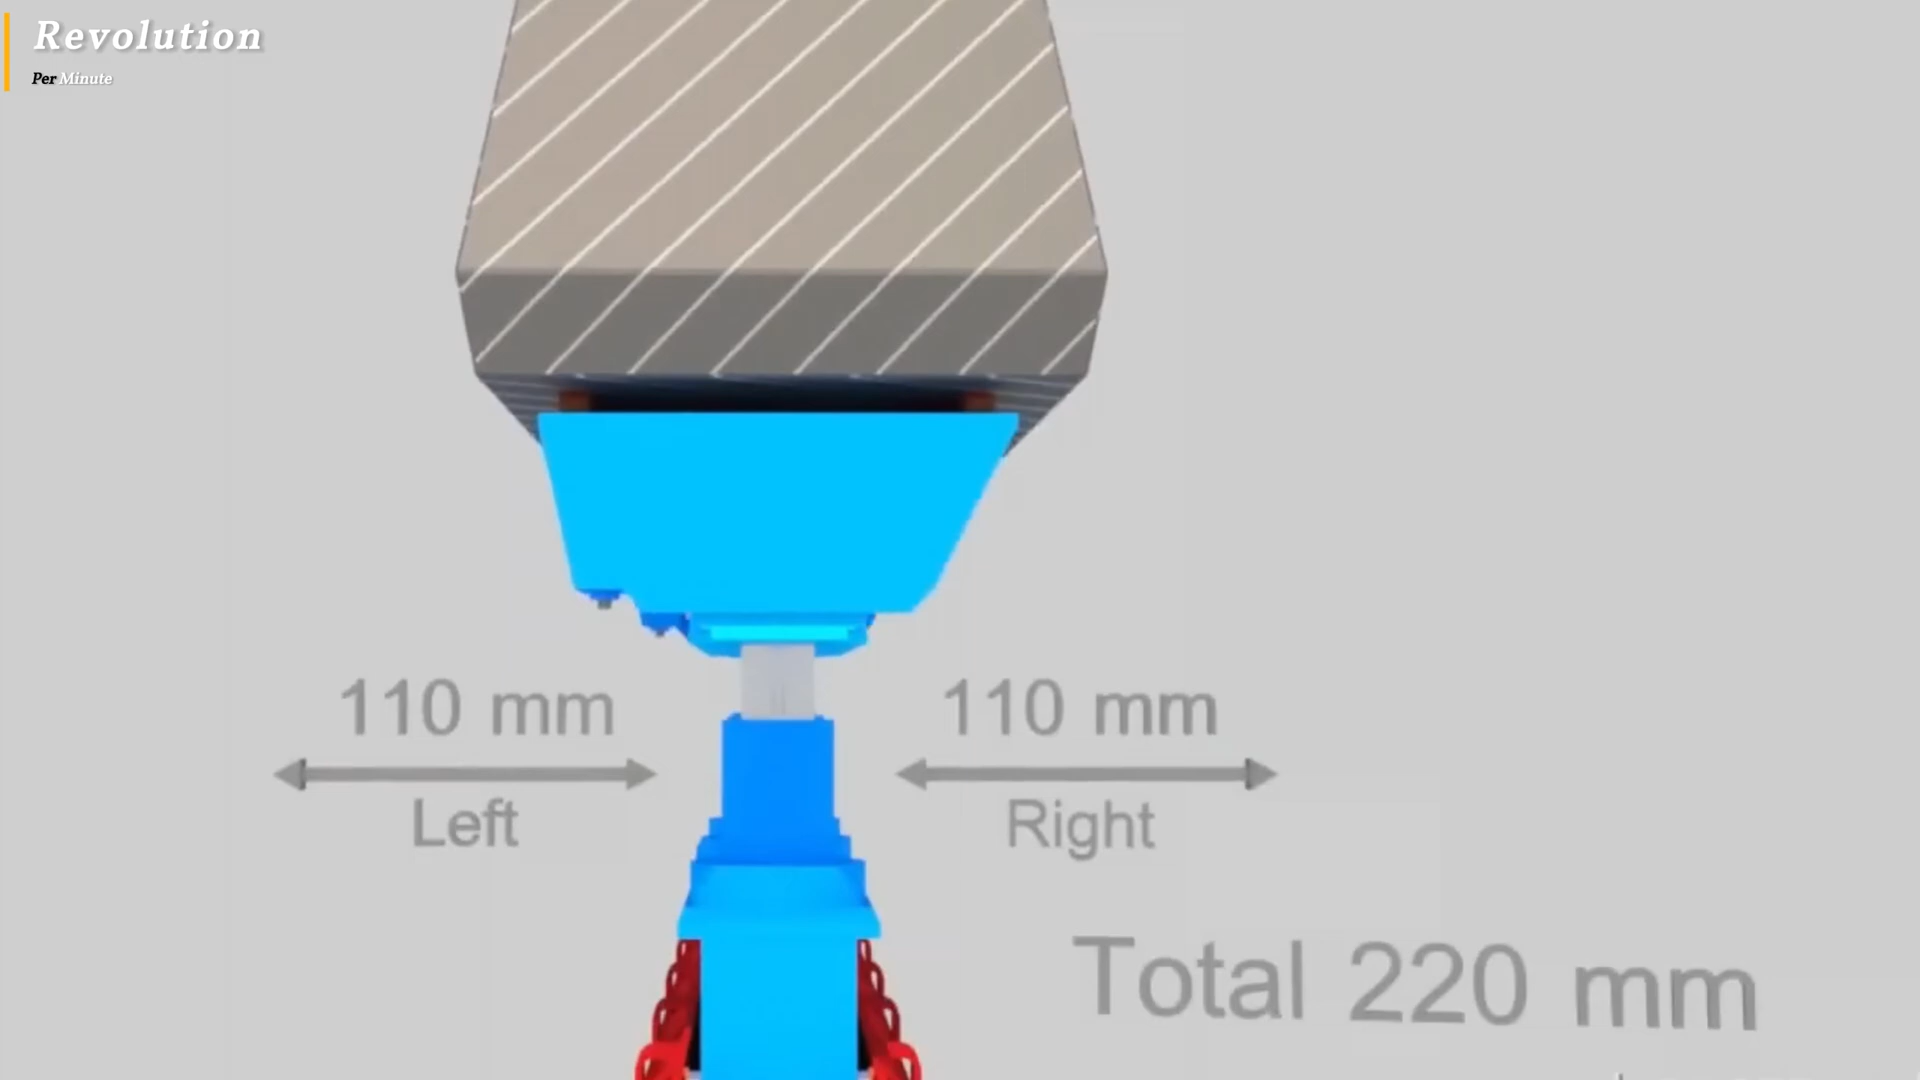 Revolution
Per Minute
110 mm
110 mm
Left
Right
Total 220 mm